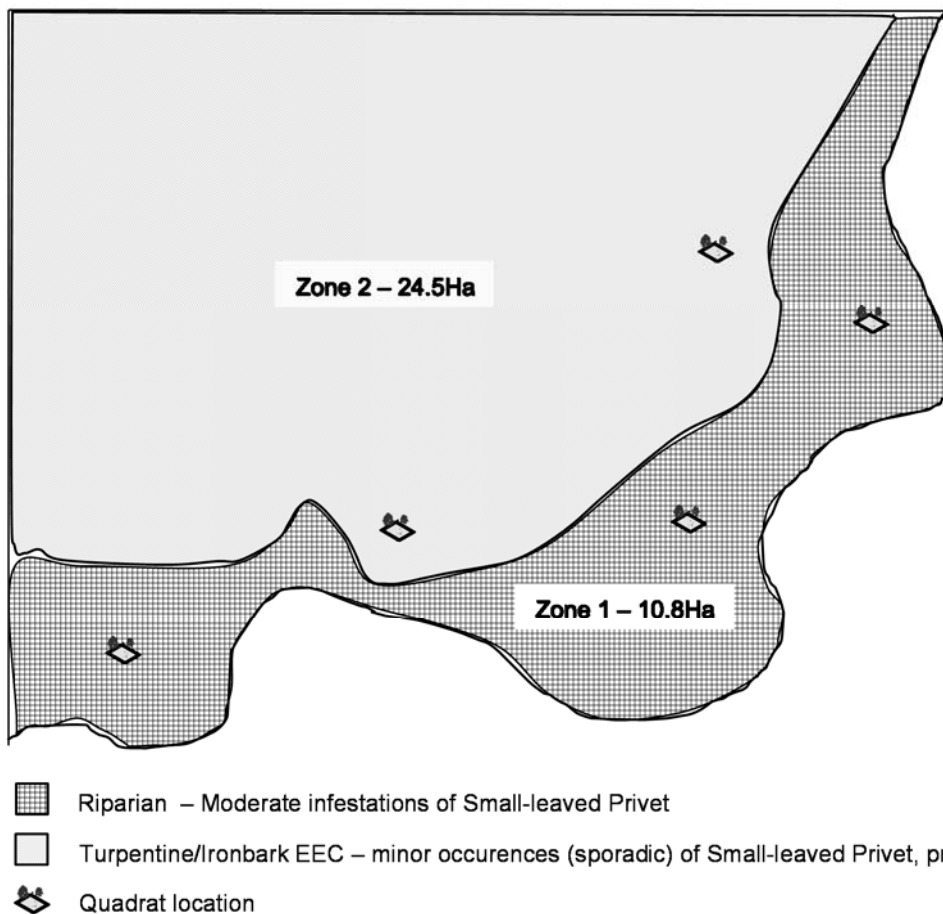 Zone 2 – 24.5Ha
Zone 1 – 10.8Ha
Riparian – Moderate infestations of Small-leaved Privet
Turpentine/Ironbark EEC – minor occurences (sporadic) of Small-leaved Privet,
Quadrat location